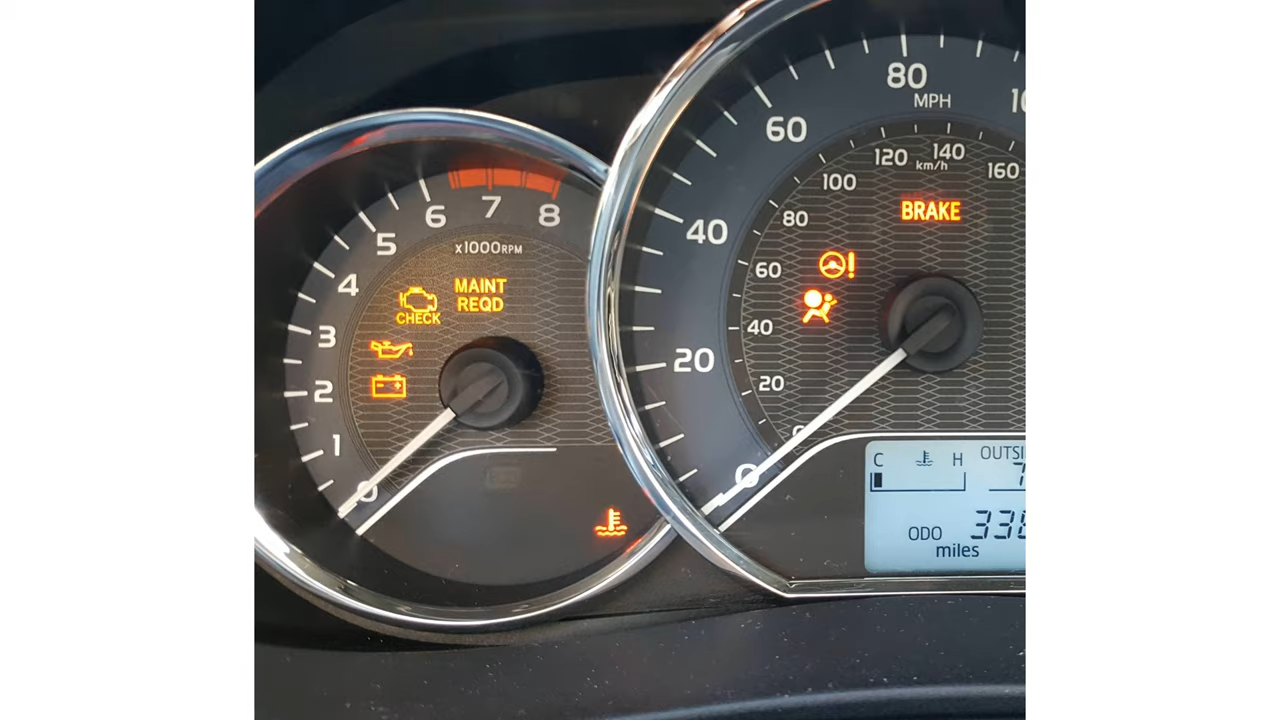 8
7
6
5
4
3
2
1
0
x1000RPM
MAINT
REQD
CHECK
80
MPH
60
40
20
0
120
140
160
km/h
100
80
60
40
20
BRAKE
C H
OUTSI
ODO
miles